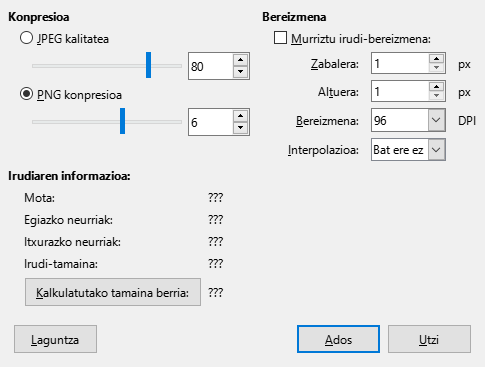 Konpresioa
JPEG kalitatea
80
PNG konpresioa
6
Bereizmena
Murriztu irudi-bereizmena:
Zabalera: 1 px
Altuera: 1 px
Bereizmena: 96 DPI
Interpolazioa: Bat ere ez
Irudiaren informazioa:
Mota: ???
Egiazko neurriak: ???
Itxurazko neurriak: ???
Irudi-tamaina: ???
Kalkulatutako tamaina berria: ???
Laguntza Ados Utzi